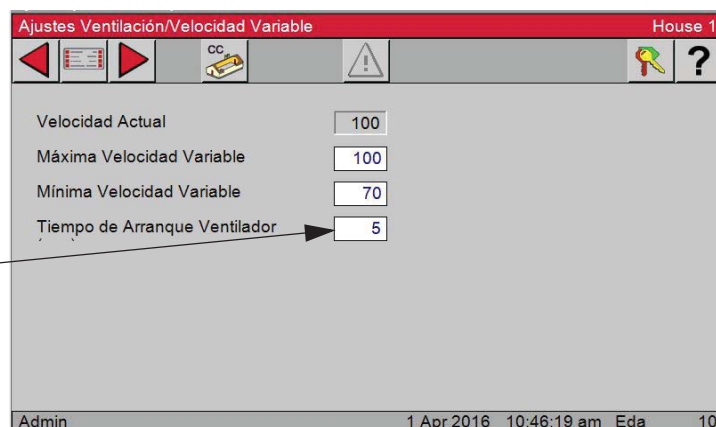 Ajustes Ventilación/Velocidad Variable House 1
CC
?
Velocidad Actual 100
Máxima Velocidad Variable 100
Mínima Velocidad Variable 70
Tiempo de Arranque Ventilador 5
Admin 1 Apr 2016 10:46:19 am Eda 10